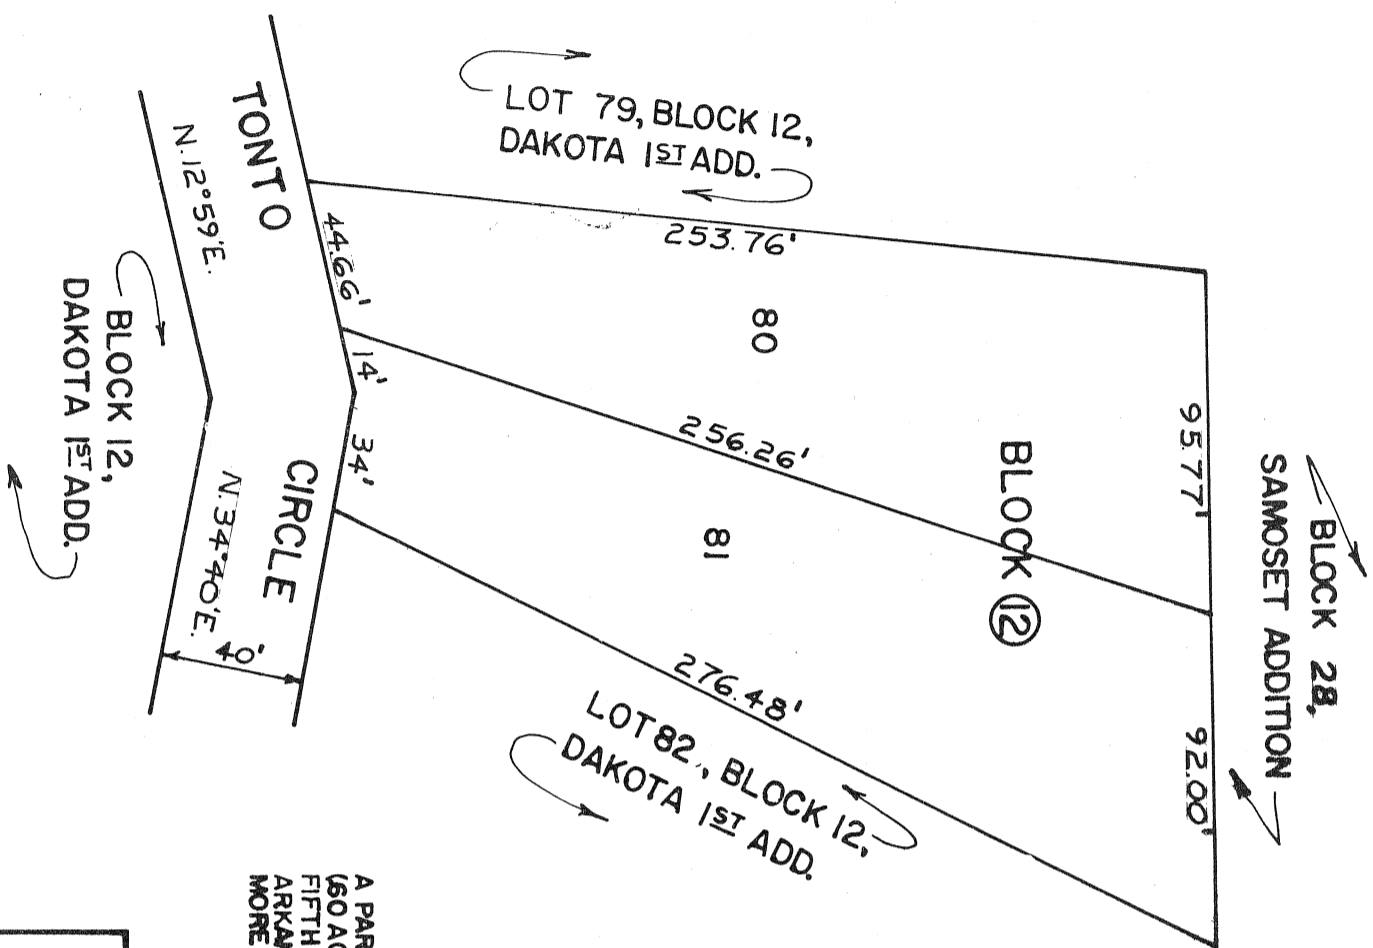 LOT 79, BLOCK 12,
DAKOTA 1ST ADD.
TONTO
N.12°59'E.
44.66'
253.76'
80
95.77'
BLOCK 28,
SAMOSET ADDITION
BLOCK 12,
DAKOTA 1ST ADD.
14'
34'
256.26'
BLOCK 12
81
CIRCLE
N.34°40'E.
40'
276.48'
92.00'
LOT 82, BLOCK 12,
DAKOTA 1ST ADD.
A PAR
(60 AC
FIFTH
ARKAN
MORE